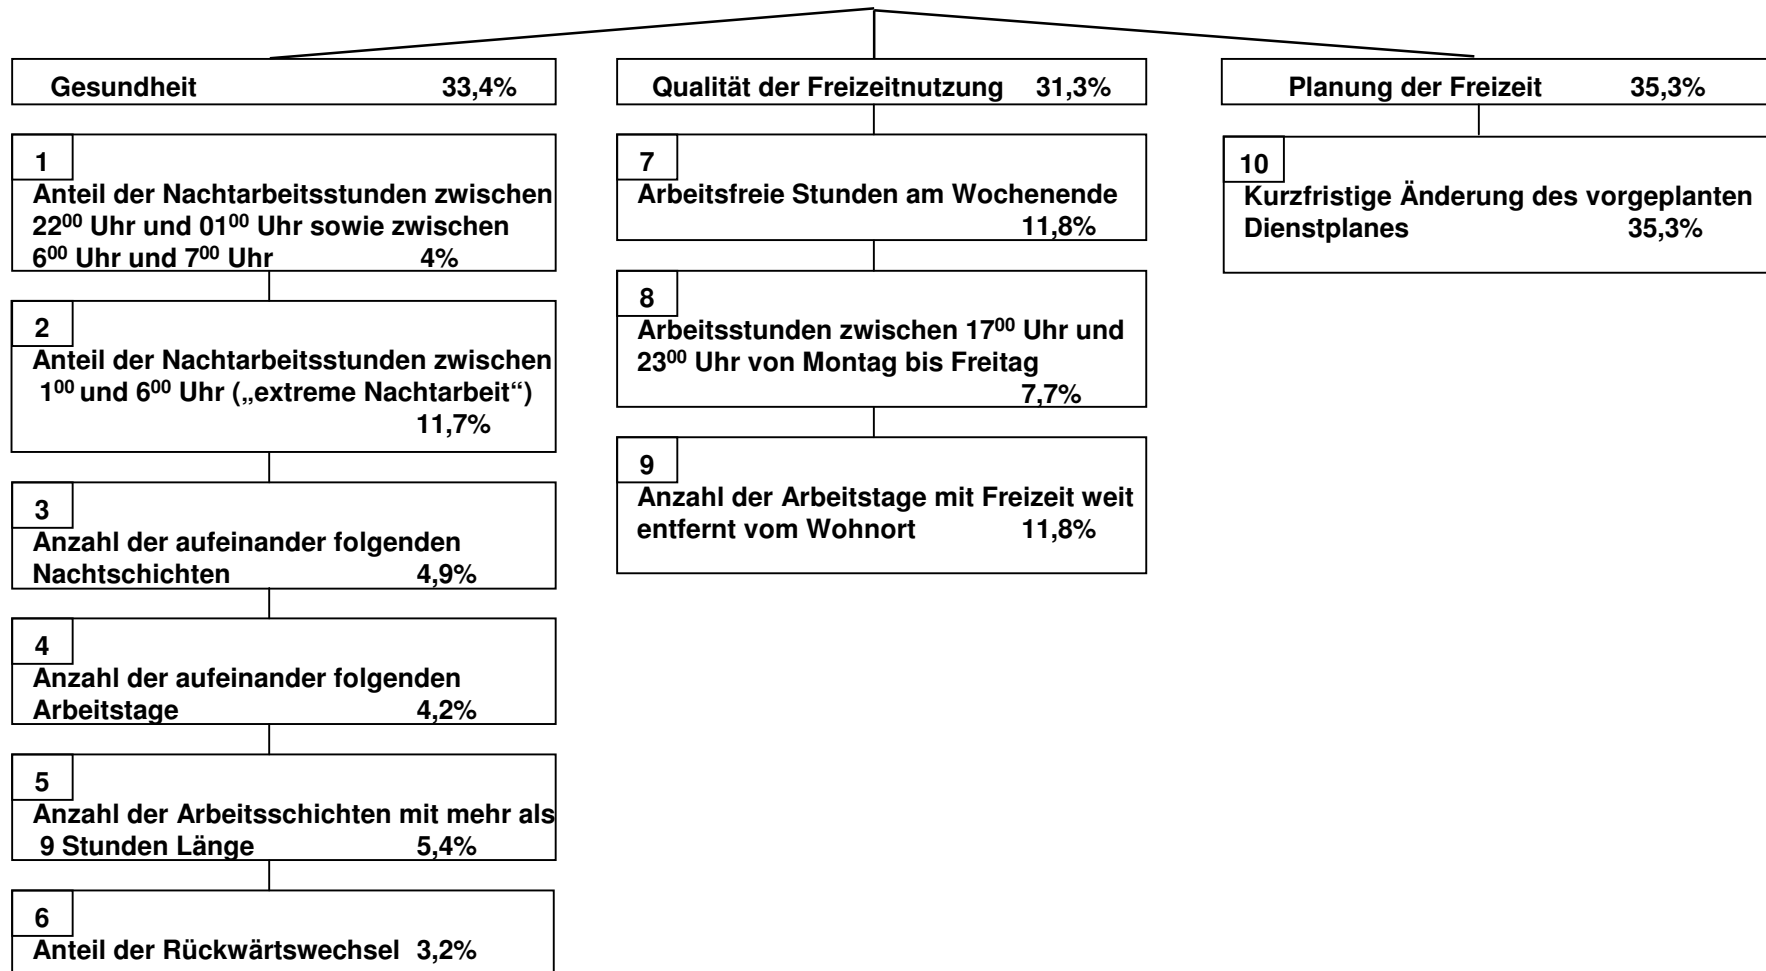 Gesundheit 33,4%
1
Anteil der Nachtarbeitsstunden zwischen
22⁰⁰ Uhr und 01⁰⁰ Uhr sowie zwischen
6⁰⁰ Uhr und 7⁰⁰ Uhr 4%
2
Anteil der Nachtarbeitsstunden zwischen
1⁰⁰ und 6⁰⁰ Uhr („extreme Nachtarbeit“)
11,7%
3
Anzahl der aufeinander folgenden
Nachtschichten 4,9%
4
Anzahl der aufeinander folgenden
Arbeitstage 4,2%
5
Anzahl der Arbeitsschichten mit mehr als
9 Stunden Länge 5,4%
6
Anteil der Rückwärtswechsel 3,2%
Qualität der Freizeitnutzung 31,3%
7
Arbeitsfreie Stunden am Wochenende
11,8%
8
Arbeitsstunden zwischen 17⁰⁰ Uhr und
23⁰⁰ Uhr von Montag bis Freitag
7,7%
9
Anzahl der Arbeitstage mit Freizeit weit
entfernt vom Wohnort 11,8%
Planung der Freizeit 35,3%
10
Kurzfristige Änderung des vorgeplanten
Dienstplanes 35,3%